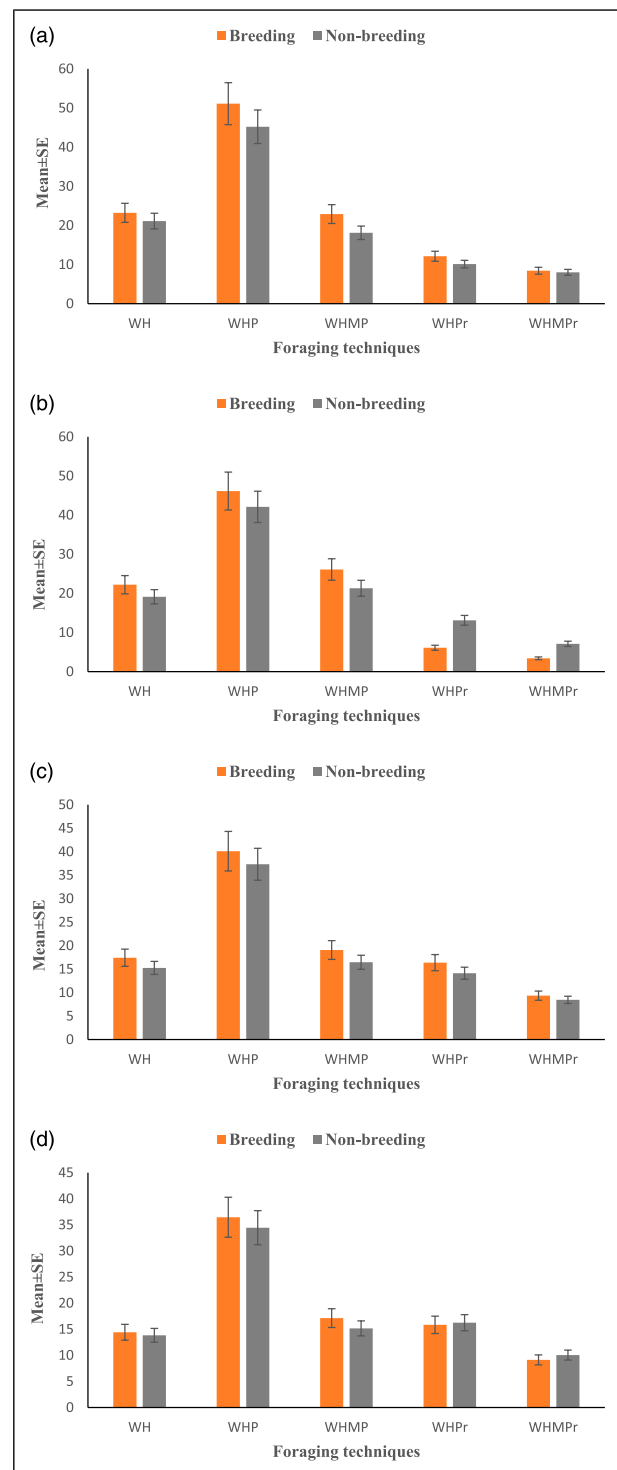 (a)
Breeding Non-breeding
60
50
40
30
20
10
0
Mean±SE
WH WHP WHMP WHPr WHMPr
Foraging techniques
(b)
Breeding Non-breeding
60
50
40
30
20
10
0
Mean±SE
WH WHP WHMP WHPr WHMPr
Foraging techniques
(c)
Breeding Non-breeding
50
45
40
35
30
25
20
15
10
5
0
Mean±SE
WH WHP WHMP WHPr WHMPr
Foraging techniques
(d)
Breeding Non-breeding
45
40
35
30
25
20
15
10
5
0
Mean±SE
WH WHP WHMP WHPr WHMPr
Foraging techniques